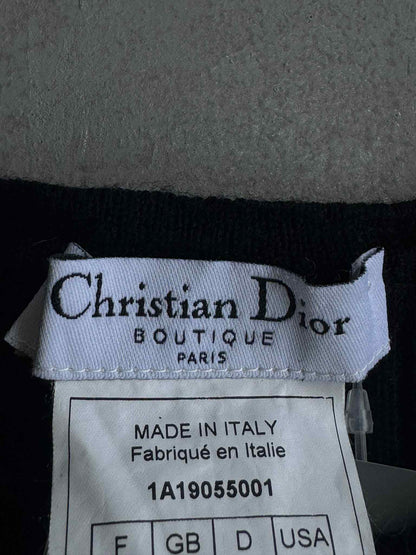 Christian Dior
BOUTIQUE
PARIS
MADE IN ITALY
Fabriqué en Italie
1A19055001
F GB D USA